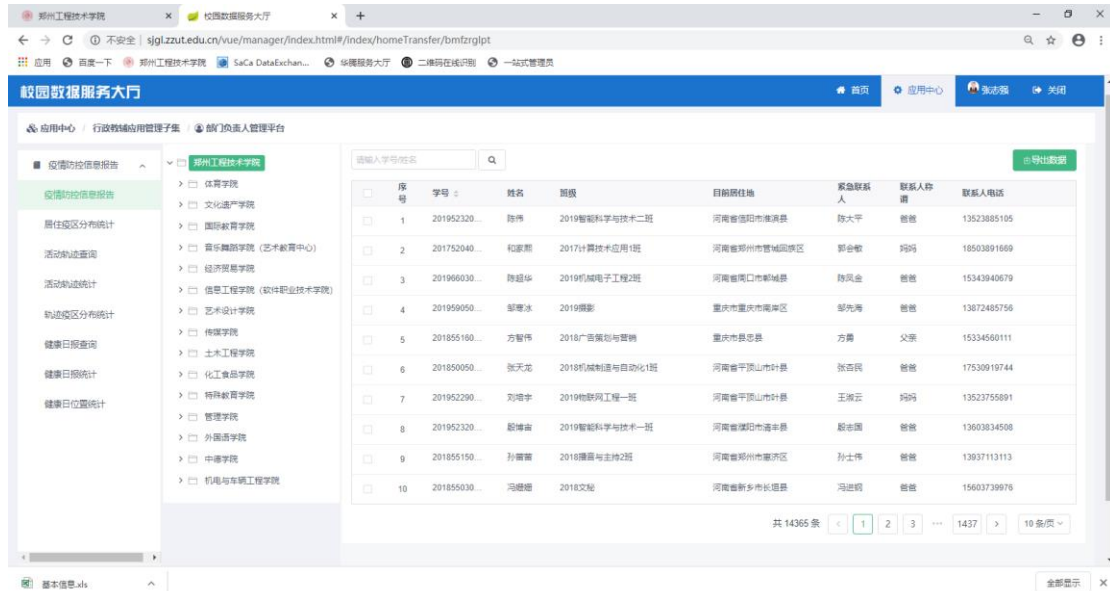 郑州工程技术学院
校园数据服务大厅
不安全 | sjgl.zzut.edu.cn/vue/manager/index.html#/index/homeTransfer/bmfzrglpt
应用 百度一下 郑州工程技术学院 SaCa DataExchan... 华腾服务大厅 二维码在线识别 一站式管理员
校园数据服务大厅 首页 应用中心 张志强 关闭
应用中心 / 行政教辅应用管理子集 / 部门负责人管理平台
疫情防控信息报告
疫情防控信息报告
居住疫区分布统计
活动轨迹查询
活动轨迹统计
轨迹疫区分布统计
健康日报查询
健康日报统计
健康日位置统计
郑州工程技术学院
体育学院
文化遗产学院
国际教育学院
音乐舞蹈学院（艺术教育中心）
经济贸易学院
信息工程学院（软件职业技术学院）
艺术设计学院
传媒学院
土木工程学院
化工食品学院
特殊教育学院
管理学院
外国语学院
中德学院
机电与车辆工程学院
请输入学号/姓名 导出数据
序号 学号 姓名 班级 目前居住地 紧急联系人 联系人称谓 联系人电话
1 201952320... 陈伟 2019智能科学与技术二班 河南省信阳市淮滨县 陈大平 爸爸 13523885105
2 201752040... 和家熙 2017计算技术应用1班 河南省郑州市管城回族区 郭会敏 妈妈 18503891669
3 201966030... 陈超华 2019机械电子工程2班 河南省周口市郸城县 陈凤金 爸爸 15343940679
4 201959050... 邹寒冰 2019摄影 重庆市重庆市南岸区 邹先海 爸爸 13872485756
5 201855160... 方智伟 2018广告策划与营销 重庆市县忠县 方勇 父亲 15334560111
6 201850050... 张天龙 2018机械制造与自动化1班 河南省平顶山市叶县 张杏民 爸爸 17530919744
7 201952290... 刘培宇 2019物联网工程一班 河南省平顶山市叶县 王淑云 妈妈 13523755891
8 201952320... 殷博宙 2019智能科学与技术一班 河南省濮阳市清丰县 殷志国 爸爸 13603834508
9 201855150... 孙蕾蕾 2018播音与主持2班 河南省郑州市惠济区 孙士伟 爸爸 13937113113
10 201855030... 冯姗姗 2018文秘 河南省新乡市长垣县 冯进钢 爸爸 15603739976
共 14365 条 1 2 3 ... 1437 10 条/页
基本信息.xls 全部显示